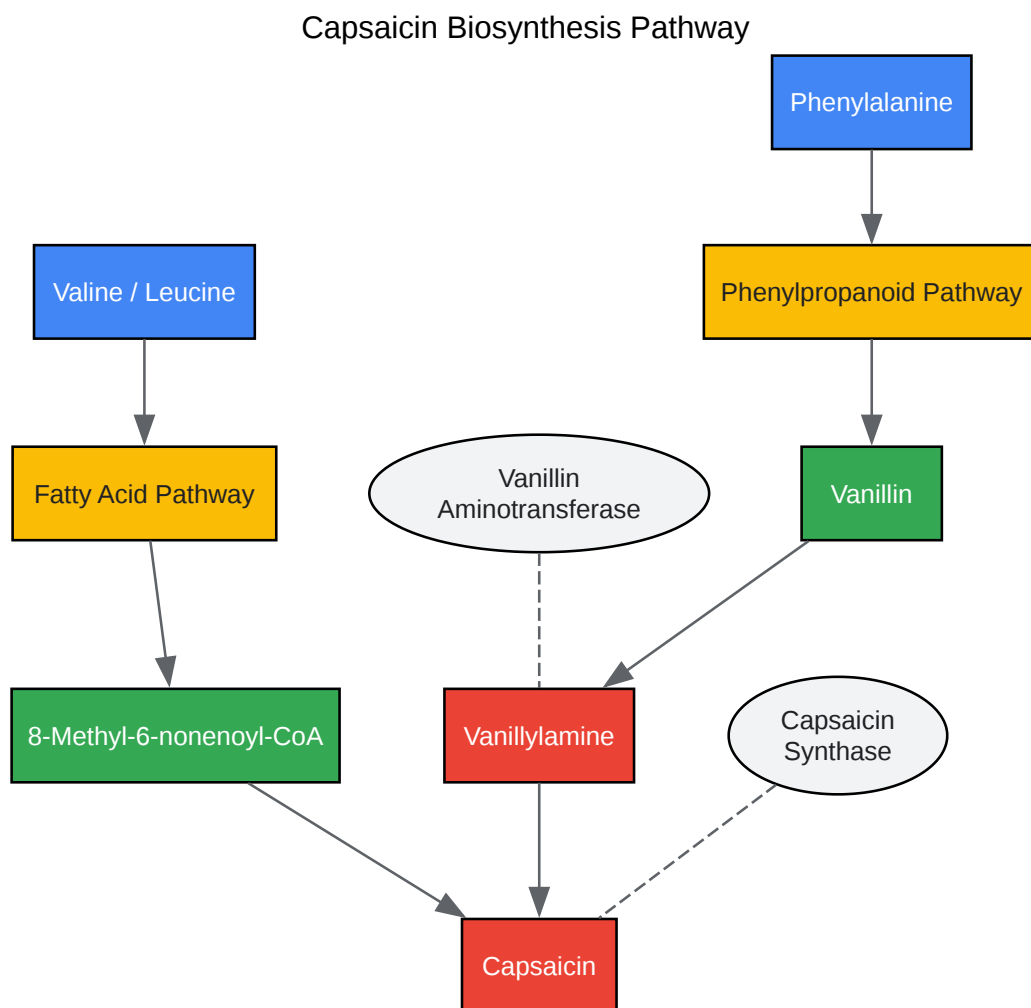 Capsaicin Biosynthesis Pathway
Phenylalanine
Valine / Leucine
Phenylpropanoid Pathway
Fatty Acid Pathway
Vanillin
Aminotransferase
Vanillin
8-Methyl-6-nonenoyl-CoA
Vanillylamine
Capsaicin
Synthase
Capsaicin